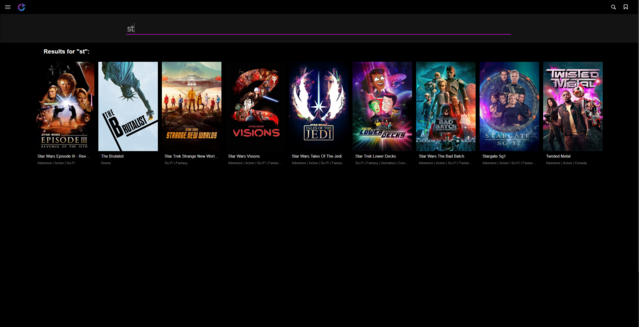 st
Results for "st":
STAR WARS
EPISODE III
REVENGE OF THE SITH
THE
BRUTALIST
STAR TREK
STRANGE NEW WORLDS
2
VISIONS
STAR WARS
TALES OF THE
JEDI
STAR TREK
LOWER DECKS
STAR WARS
THE
BAD
BATCH
STARGATE
SG·1
TWISTED
METAL
Star Wars Episode III - Rev...
The Brutalist
Star Trek Strange New Worl...
Star Wars Visions
Star Wars Tales Of The Jedi
Star Trek Lower Decks
Star Wars The Bad Batch
Stargate Sg1
Twisted Metal
Adventure | Action | Sci-Fi
Drama
Sci-Fi | Fantasy
Adventure | Action | Sci-Fi | Fantas...
Adventure | Action | Sci-Fi | Fantas...
Sci-Fi | Fantasy | Animation | Com...
Adventure | Action | Sci-Fi | Fantas...
Adventure | Action | Sci-Fi | Fantas...
Adventure | Action | Comedy